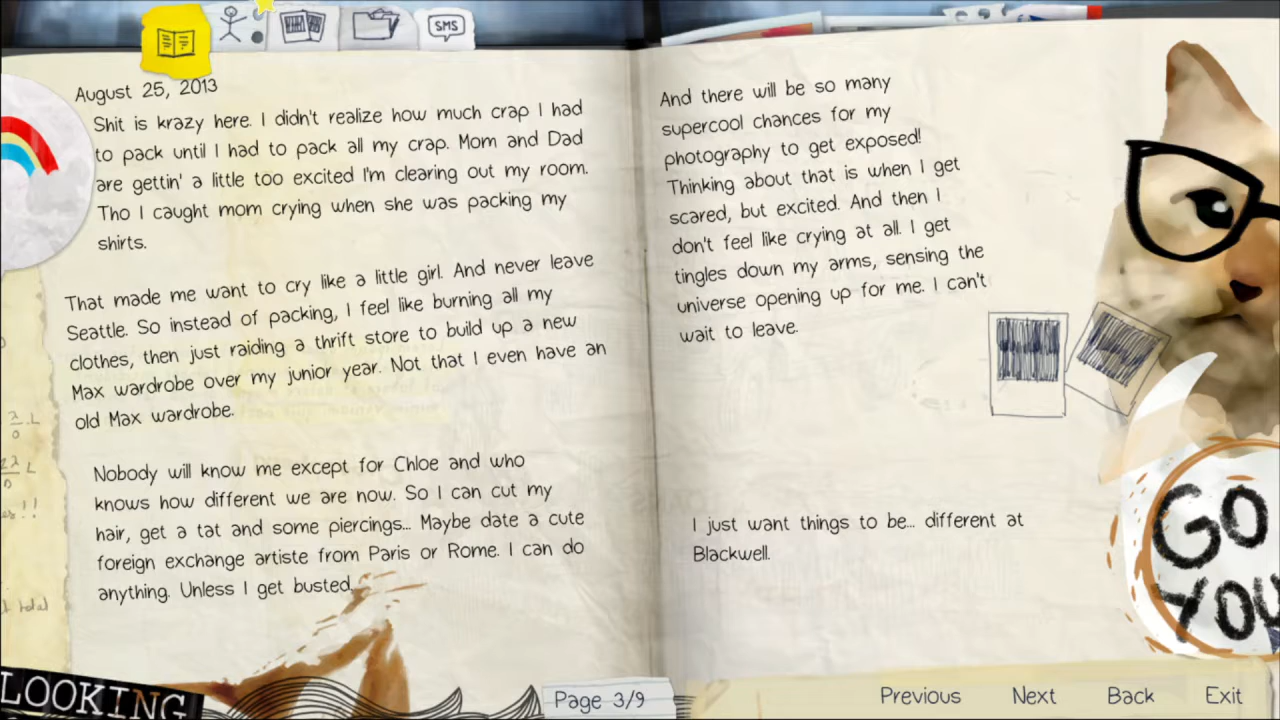 SMS
August 25, 2013
Shit is krazy here. I didn't realize how much crap I had
to pack until I had to pack all my crap. Mom and Dad
are gettin' a little too excited I'm clearing out my room.
Tho I caught mom crying when she was packing my
shirts.
That made me want to cry like a little girl. And never leave
Seattle. So instead of packing, I feel like burning all my
clothes, then just raiding a thrift store to build up a new
Max wardrobe over my junior year. Not that I even have an
old Max wardrobe.
Nobody will know me except for Chloe and who
knows how different we are now. So I can cut my
hair, get a tat and some piercings... Maybe date a cute
foreign exchange artiste from Paris or Rome. I can do
anything. Unless I get busted.
And there will be so many
supercool chances for my
photography to get exposed!
Thinking about that is when I get
scared, but excited. And then I
don't feel like crying at all. I get
tingles down my arms, sensing the
universe opening up for me. I can't
wait to leave.
I just want things to be... different at
Blackwell.
GO
YOU
LOOKING
Page 3/9
Previous
Next
Back
Exit